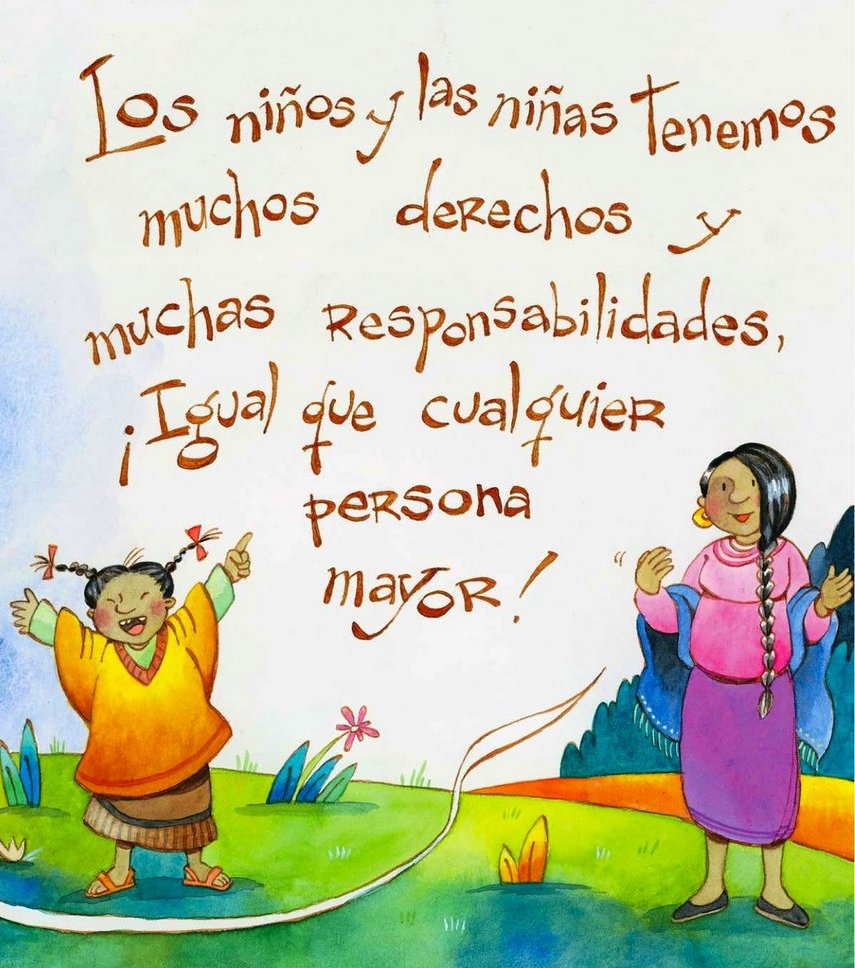 Los niños y las niñas tenemos
muchos derechos y
muchas responsabilidades,
¡Igual que cualquier
persona
mayor!